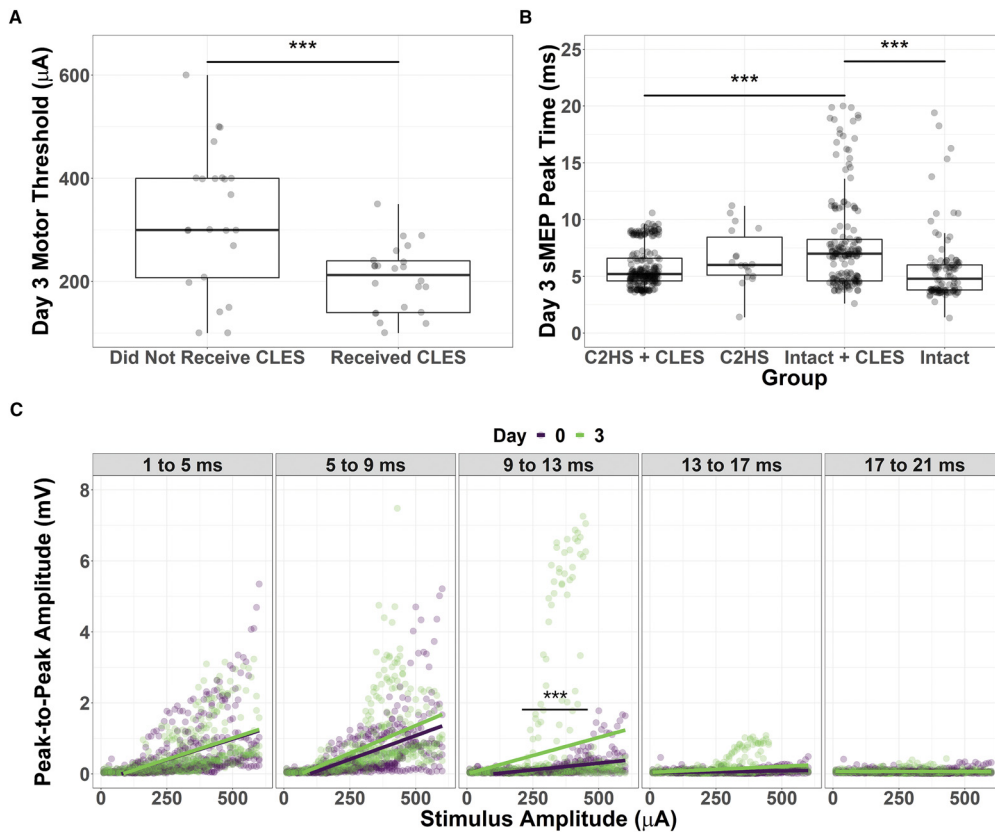 A
Day 3 Motor Threshold (µA)
600
400
200
***
Did Not Receive CLES
Received CLES
B
Day 3 sMEP Peak Time (ms)
25
20
15
10
5
0
***
***
C2HS + CLES
C2HS
Intact + CLES
Intact
Group
C
Day 0 3
1 to 5 ms
5 to 9 ms
9 to 13 ms
13 to 17 ms
17 to 21 ms
Peak-to-Peak Amplitude (mV)
8
6
4
2
0
***
0 250 500 0 250 500 0 250 500 0 250 500 0 250 500
Stimulus Amplitude (µA)